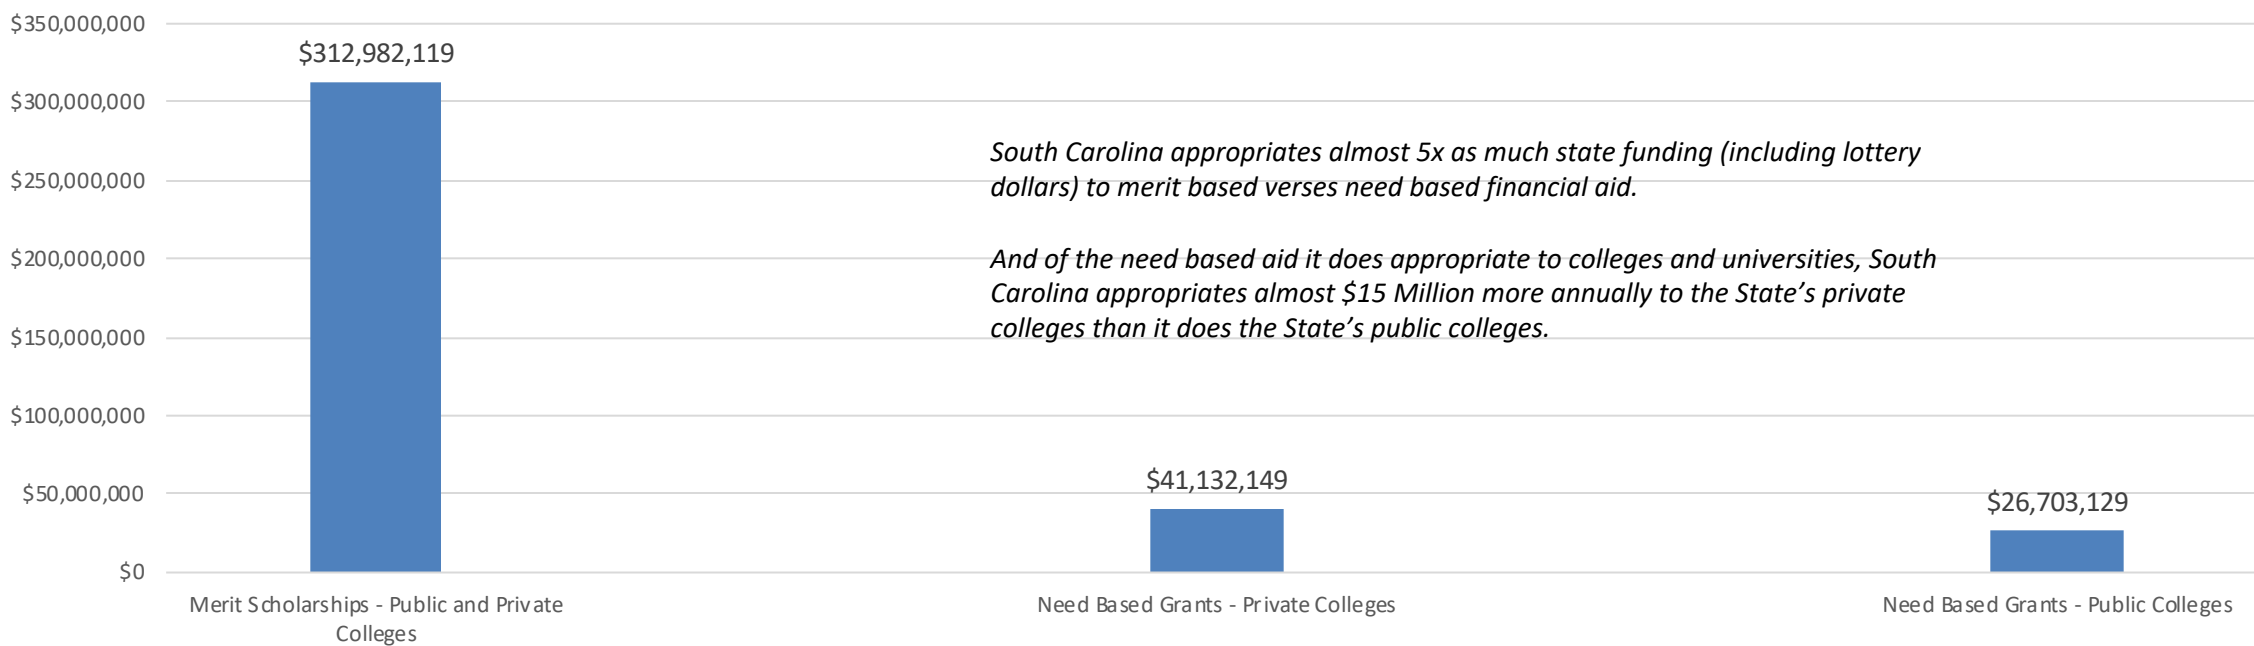 $350,000,000
$312,982,119
$300,000,000
South Carolina appropriates almost 5x as much state funding (including lottery
$250,000,000
dollars) to merit based verses need based financial aid.
$200,000,000
And of the need based aid it does appropriate to colleges and universities, South
Carolina appropriates almost $15 Million more annually to the State’s private
$150,000,000
colleges than it does the State’s public colleges.
$100,000,000
$50,000,000
$41,132,149
$26,703,129
$0
Merit Scholarships - Public and Private
Colleges
Need Based Grants - Private Colleges
Need Based Grants - Public Colleges